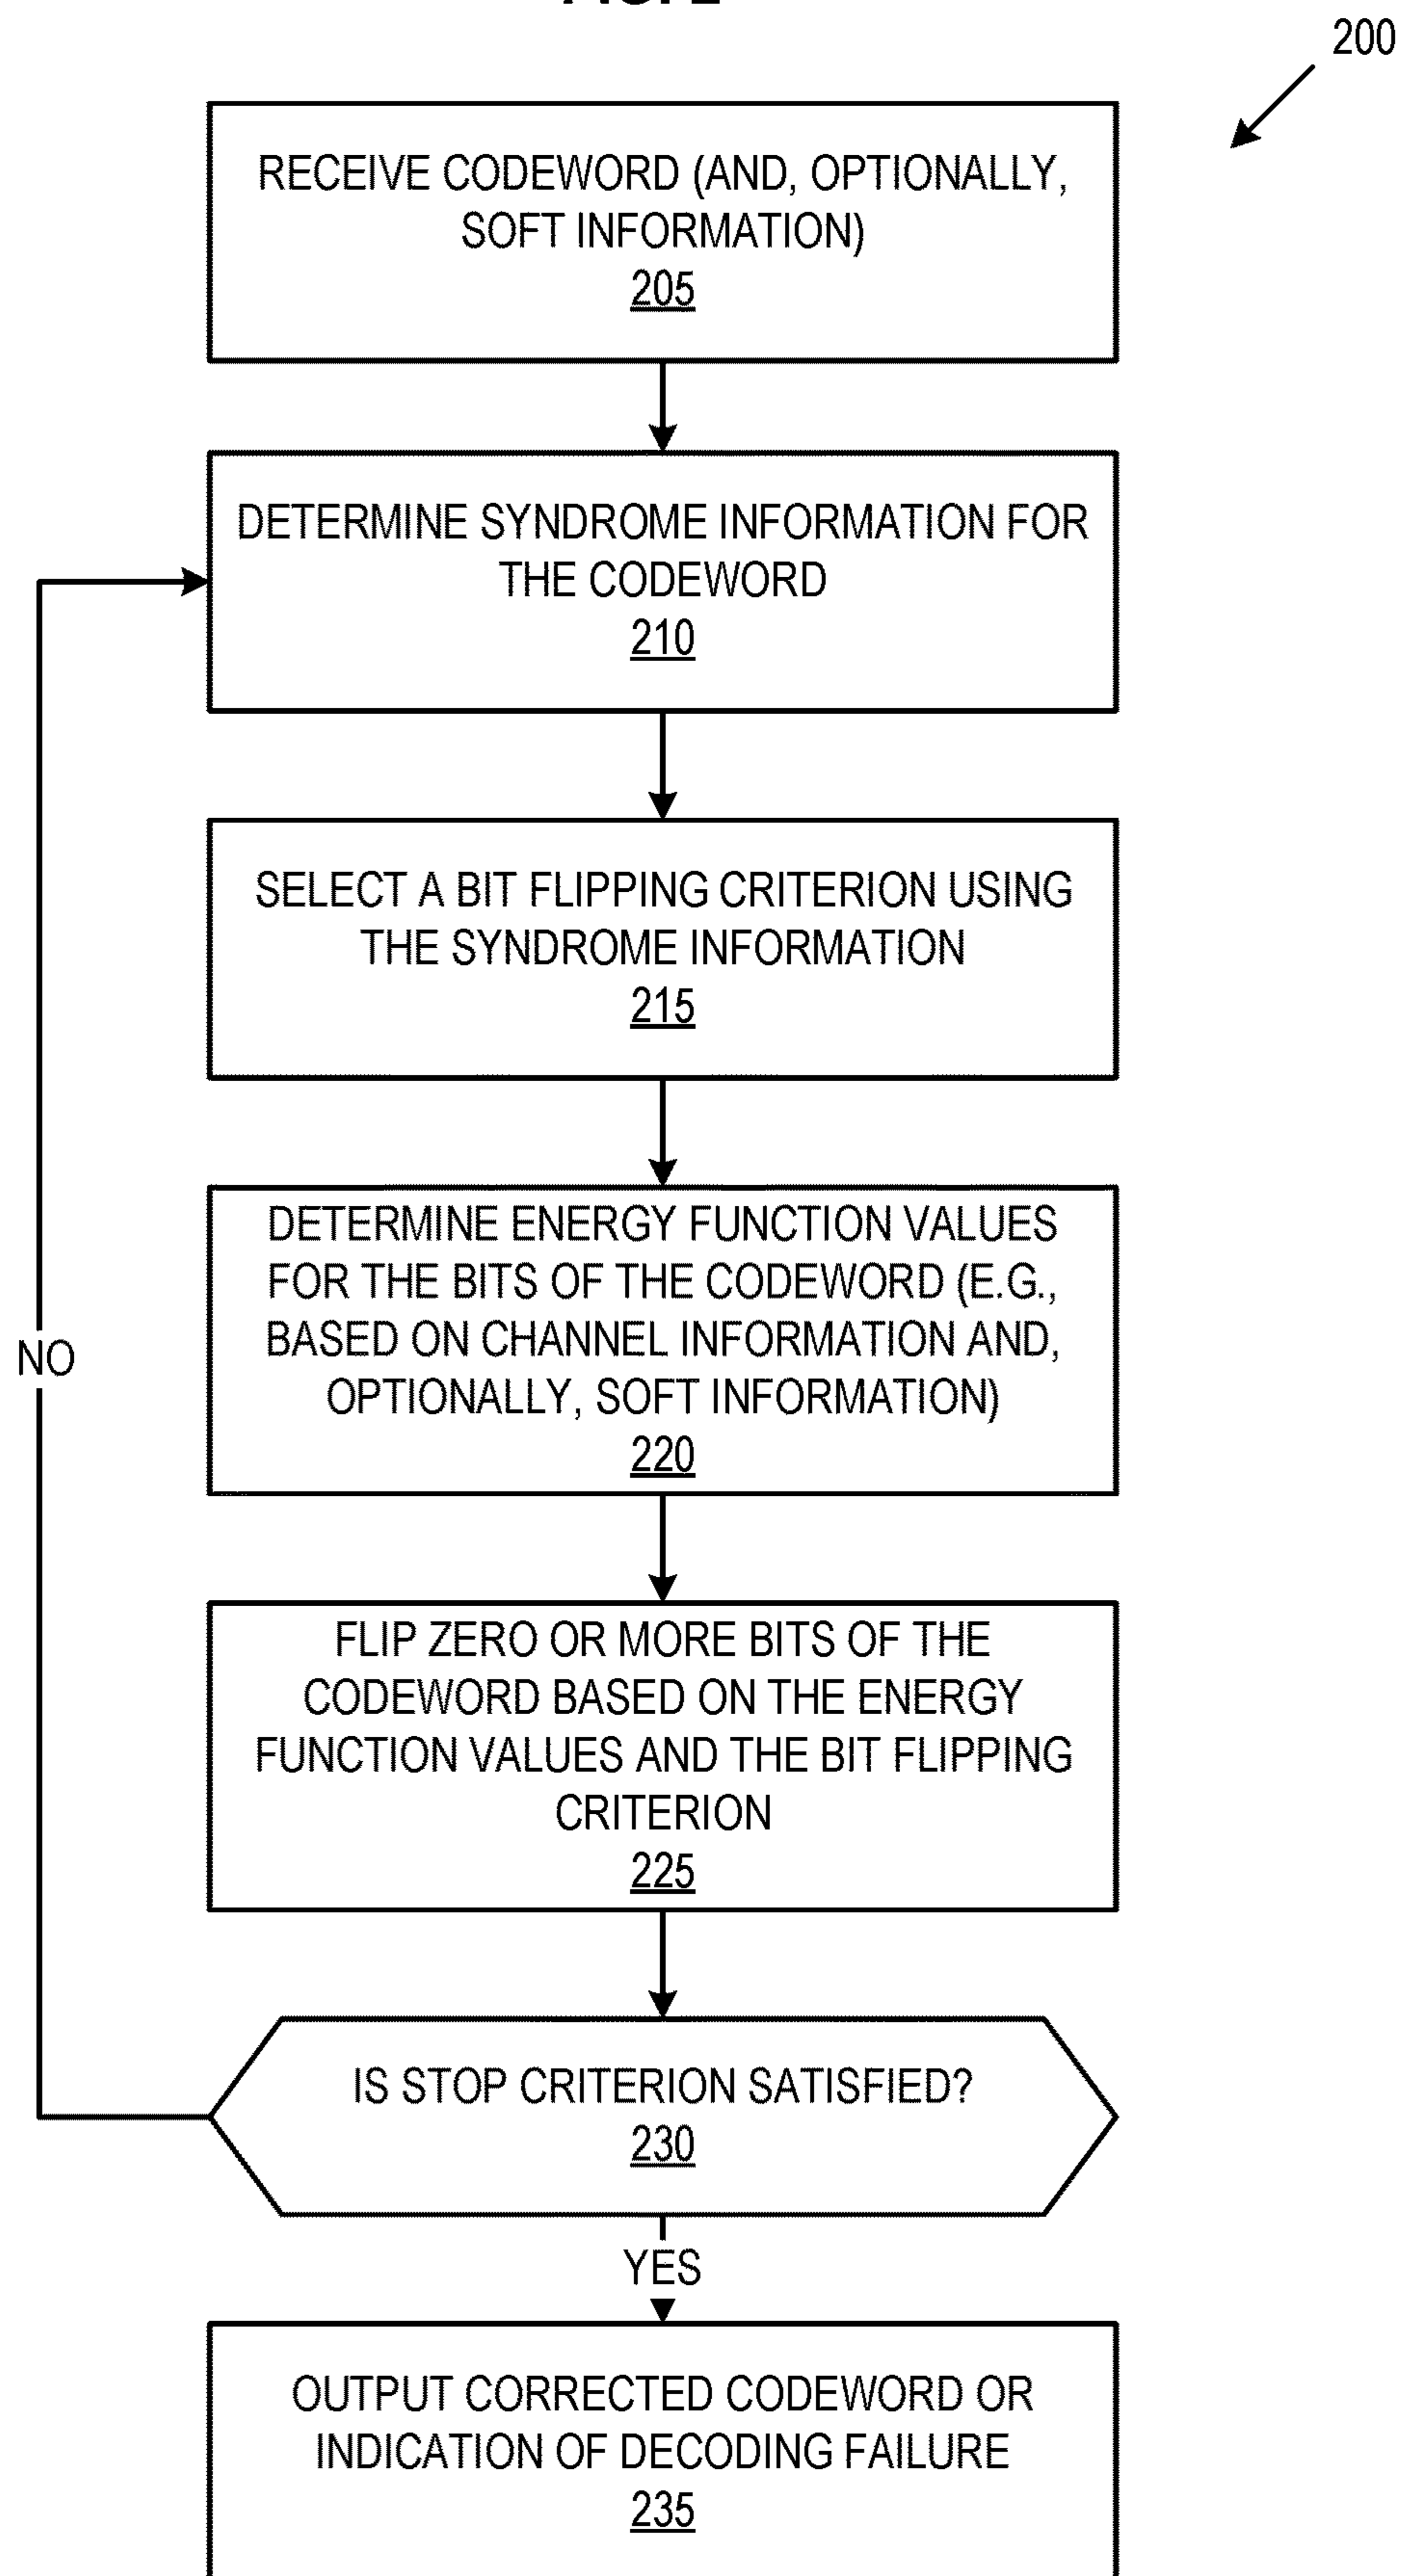 200
RECEIVE CODEWORD (AND, OPTIONALLY,
SOFT INFORMATION)
205
DETERMINE SYNDROME INFORMATION FOR
THE CODEWORD
210
SELECT A BIT FLIPPING CRITERION USING
THE SYNDROME INFORMATION
215
DETERMINE ENERGY FUNCTION VALUES
FOR THE BITS OF THE CODEWORD (E.G.,
BASED ON CHANNEL INFORMATION AND,
OPTIONALLY, SOFT INFORMATION)
220
NO
FLIP ZERO OR MORE BITS OF THE
CODEWORD BASED ON THE ENERGY
FUNCTION VALUES AND THE BIT FLIPPING
CRITERION
225
IS STOP CRITERION SATISFIED?
230
YES
OUTPUT CORRECTED CODEWORD OR
INDICATION OF DECODING FAILURE
235